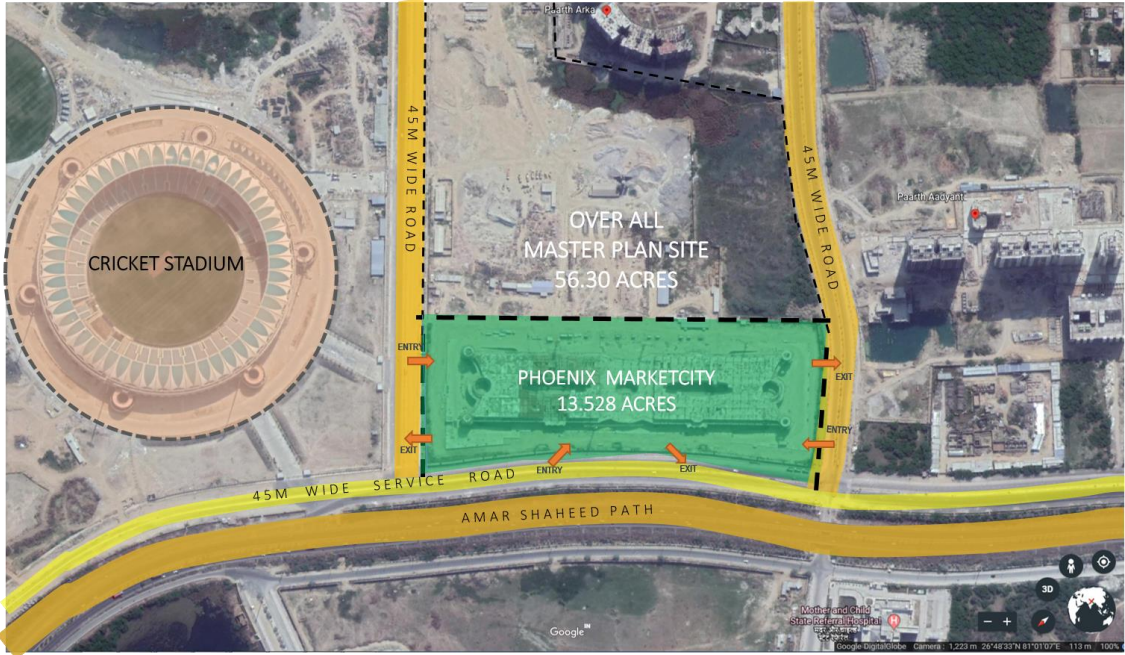 Paarth Arka
45M WIDE ROAD
45M WIDE ROAD
Paarth Aadyant
OVER ALL
MASTER PLAN SITE
56.30 ACRES
CRICKET STADIUM
ENTRY
EXIT
PHOENIX MARKETCITY
13.528 ACRES
EXIT
ENTRY
ENTRY
EXIT
45M WIDE SERVICE ROAD
AMAR SHAHEED PATH
3D
Mother and Child
State Referral Hospital
H
Google
Google DigitalGlobe Camera : 1,223 m 26°48'33"N 81°01'07"E 113 m 100%